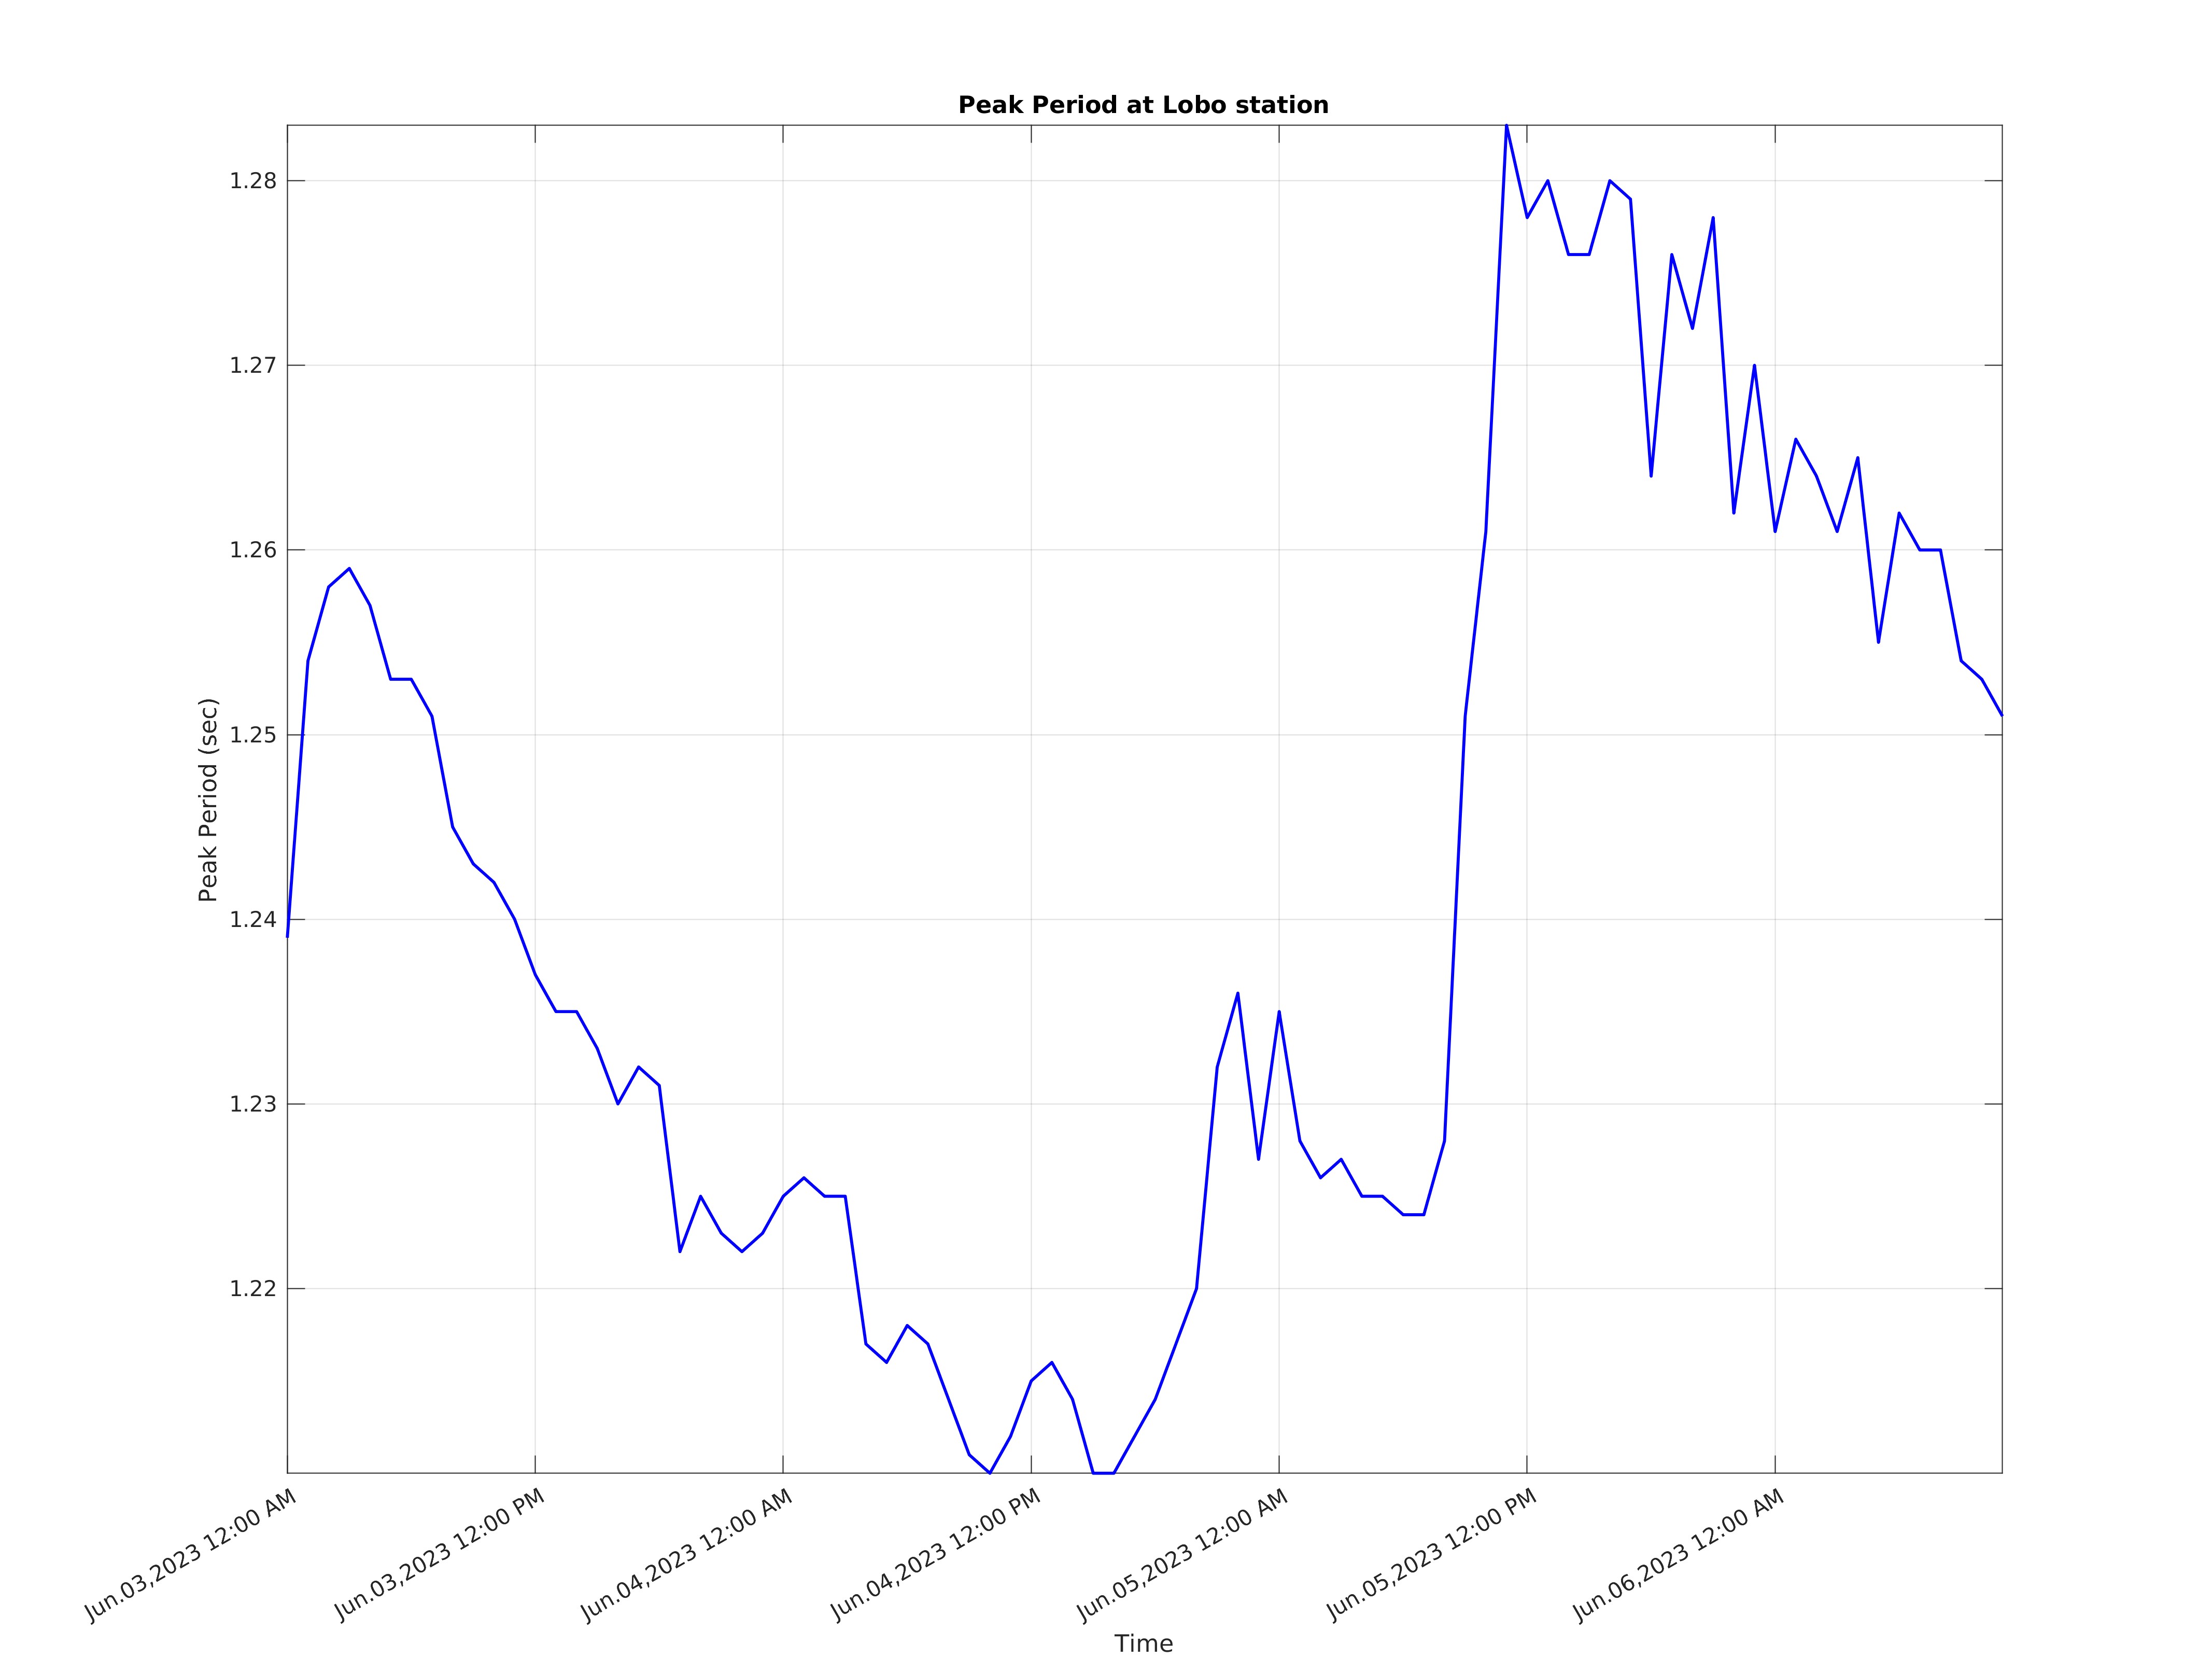 Peak Period at Lobo station
1.28
1.27
1.26
1.25
1.24
1.23
1.22
Peak Period (sec)
Jun.03,2023 12:00 AM
Jun.03,2023 12:00 PM
Jun.04,2023 12:00 AM
Jun.04,2023 12:00 PM
Jun.05,2023 12:00 AM
Jun.05,2023 12:00 PM
Jun.06,2023 12:00 AM
Time